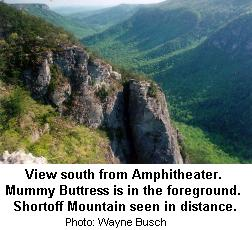 View south from Amphitheater.
Mummy Buttress is in the foreground.
Shortoff Mountain seen in distance.
Photo: Wayne Busch